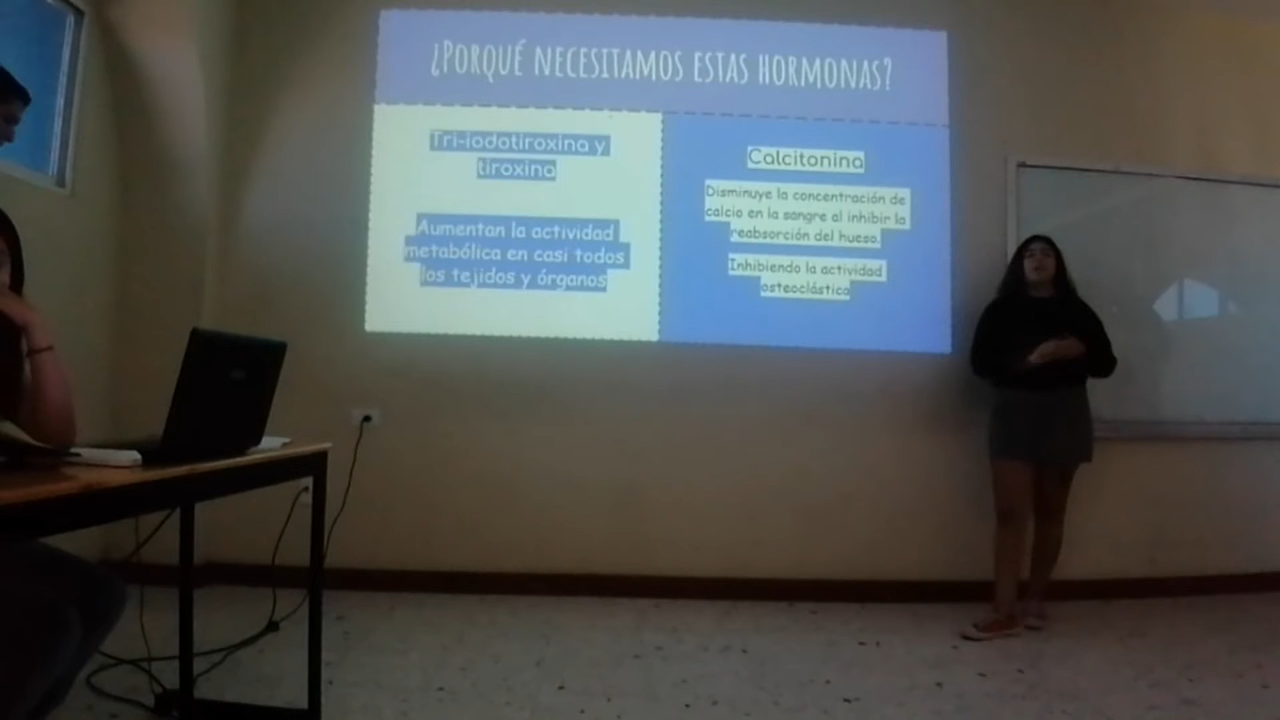 ¿PORQUÉ NECESITAMOS ESTAS HORMONAS?
Tri-iodotiroxina y
tiroxina
Aumentan la actividad
metabólica en casi todos
los tejidos y órganos
Calcitonina
Disminuye la concentración de
calcio en la sangre al inhibir la
reabsorción del hueso.
Inhibiendo la actividad
osteoclástica